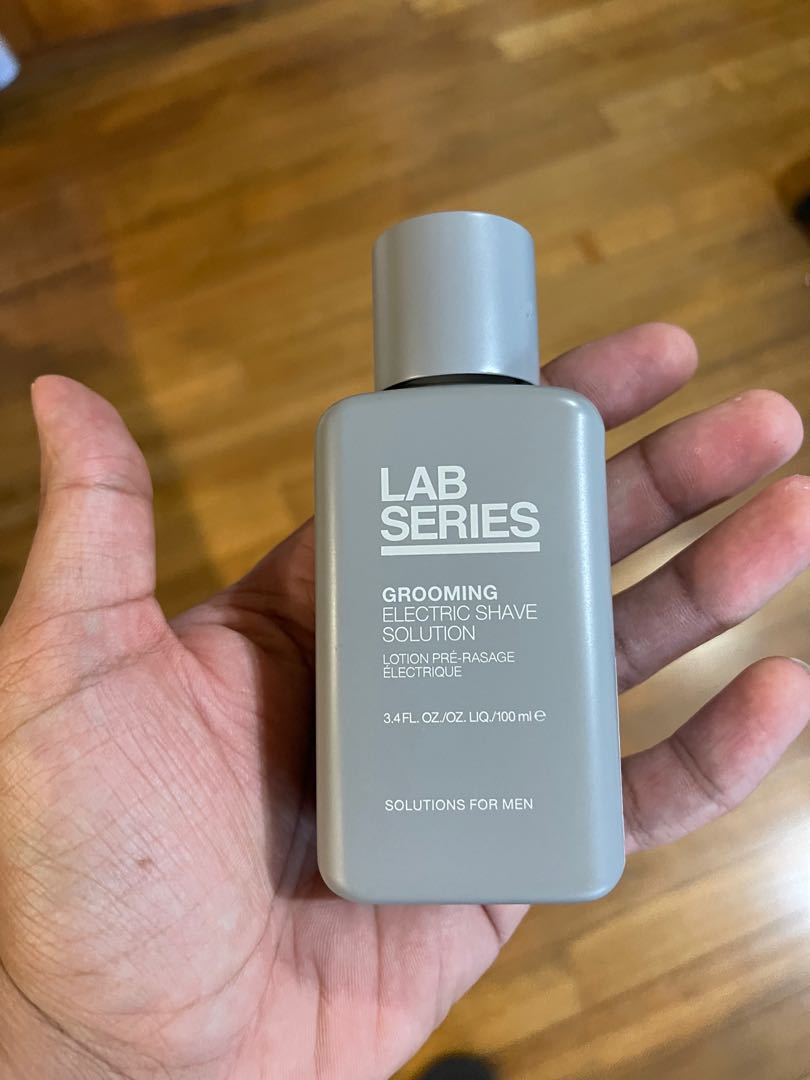 LAB
SERIES
GROOMING
ELECTRIC SHAVE
SOLUTION
LOTION PRÉ-RASAGE
ÉLECTRIQUE
3.4 FL. OZ./OZ. LIQ./100 ml ℮
SOLUTIONS FOR MEN